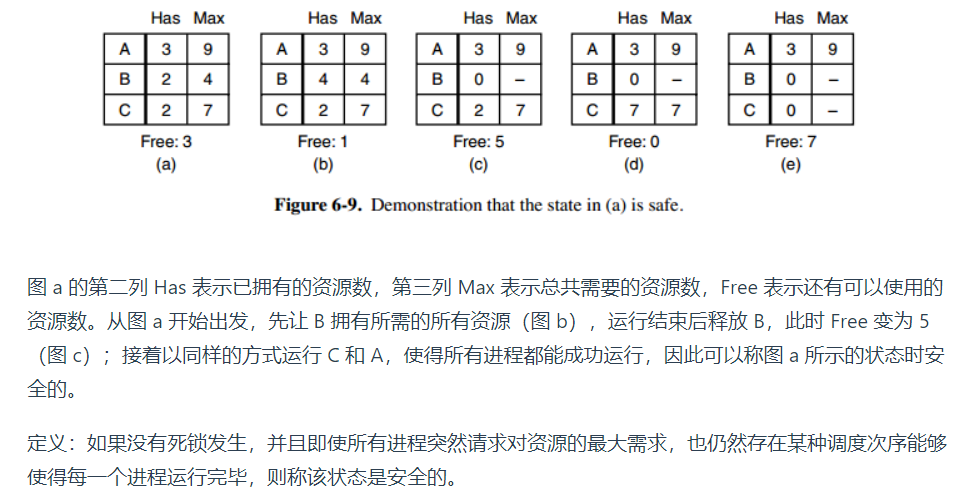 Has Max Has Max Has Max Has Max Has Max
A 3 9 A 3 9 A 3 9 A 3 9 A 3 9
B 2 4 B 4 4 B 0 – B 0 – B 0 –
C 2 7 C 2 7 C 2 7 C 7 7 C 0 –
Free: 3 Free: 1 Free: 5 Free: 0 Free: 7
(a) (b) (c) (d) (e)
Figure 6-9. Demonstration that the state in (a) is safe.
图 a 的第二列 Has 表示已拥有的资源数，第三列 Max 表示总共需要的资源数，Free 表示还有可以使用的
资源数。从图 a 开始出发，先让 B 拥有所需的所有资源（图 b），运行结束后释放 B，此时 Free 变为 5
（图 c）；接着以同样的方式运行 C 和 A，使得所有进程都能成功运行，因此可以称图 a 所示的状态时安
全的。
定义：如果没有死锁发生，并且即使所有进程突然请求对资源的最大需求，也仍然存在某种调度次序能够
使得每一个进程运行完毕，则称该状态是安全的。